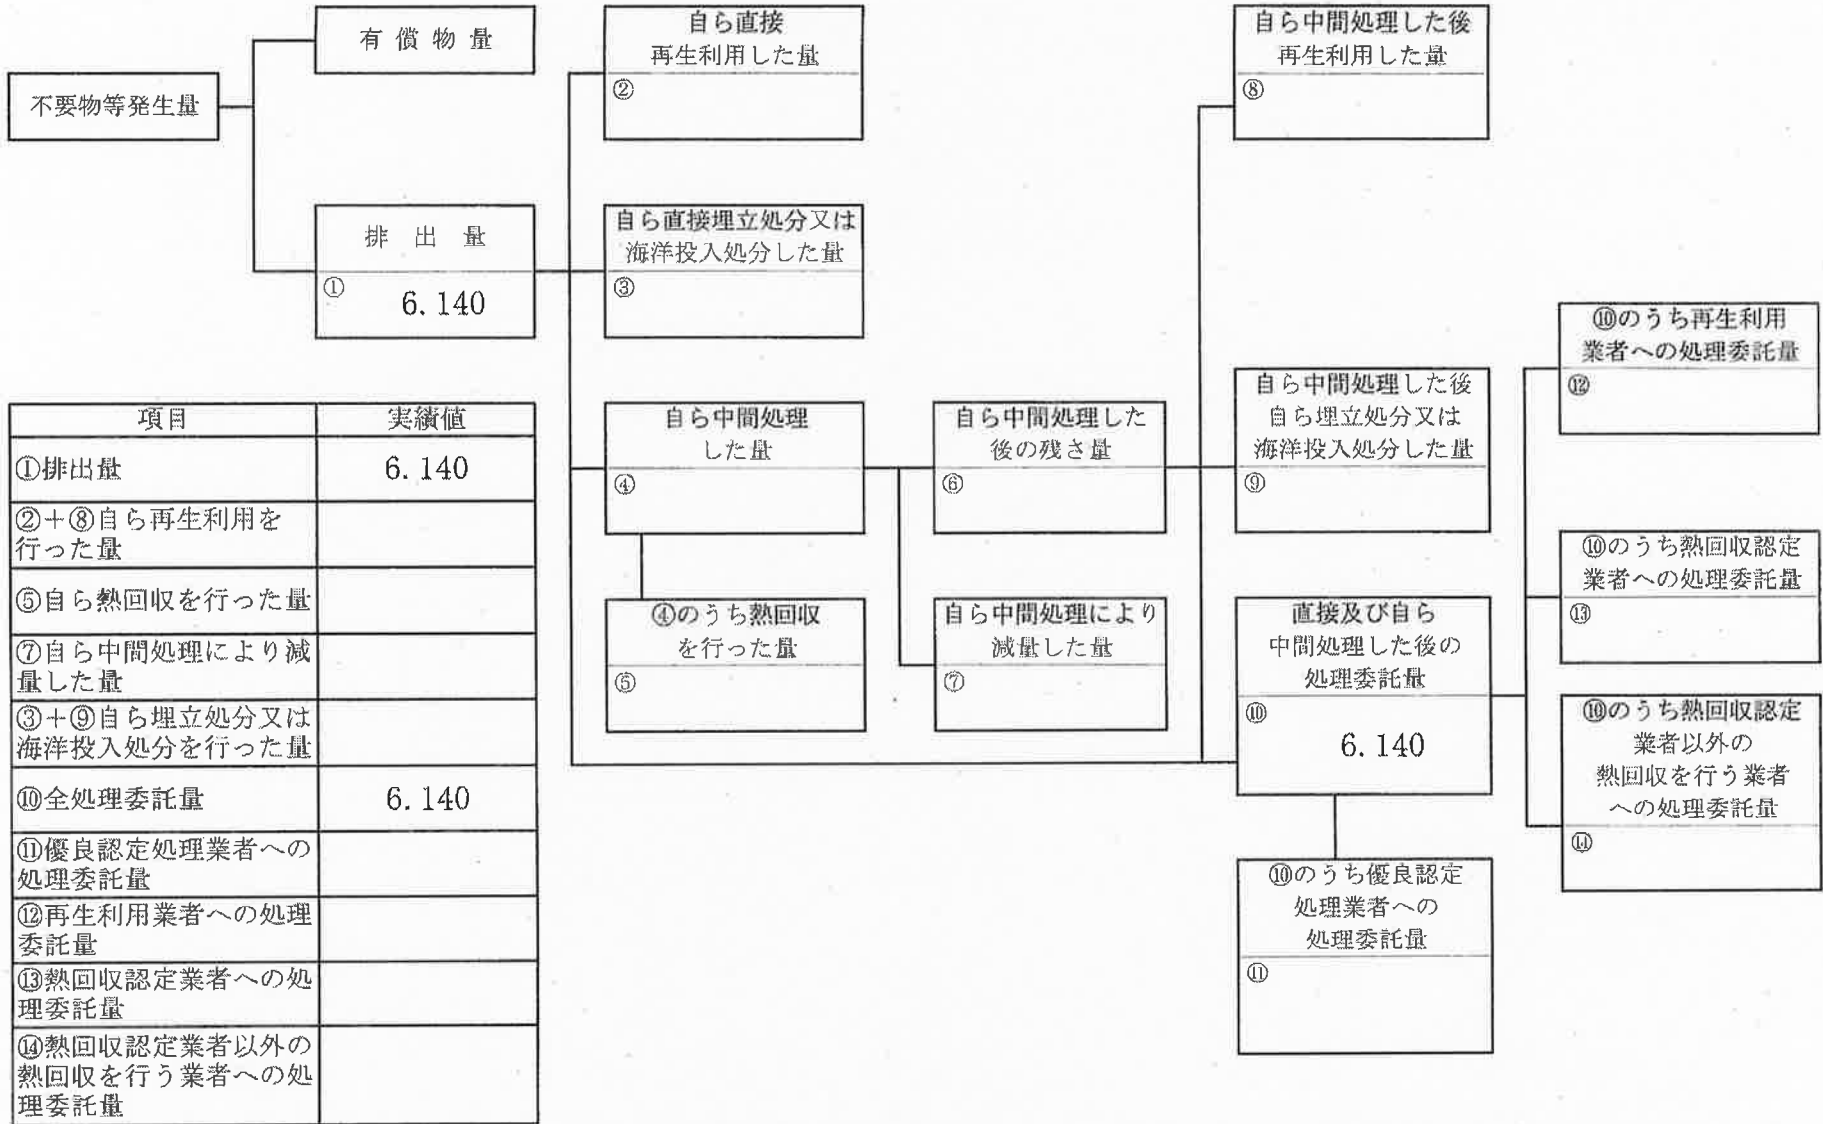 不要物等発生量
有償物量
排出量
①
6.140
自ら直接
再生利用した量
②
自ら直接埋立処分又は
海洋投入処分した量
③
自ら中間処理
した量
④
④のうち熱回収
を行った量
⑤
自ら中間処理した
後の残さ量
⑥
自ら中間処理により
減量した量
⑦
自ら中間処理した後
再生利用した量
⑧
自ら中間処理した後
自ら埋立処分又は
海洋投入処分した量
⑨
直接及び自ら
中間処理した後の
処理委託量
⑩
6.140
⑩のうち優良認定
処理業者への
処理委託量
⑪
⑩のうち再生利用
業者への処理委託量
⑫
⑩のうち熱回収認定
業者への処理委託量
⑬
⑩のうち熱回収認定
業者以外の
熱回収を行う業者
への処理委託量
⑭
項目 実績値
①排出量 6.140
②+⑧自ら再生利用を
行った量
⑤自ら熱回収を行った量
⑦自ら中間処理により減
量した量
③+⑨自ら埋立処分又は
海洋投入処分を行った量
⑩全処理委託量 6.140
⑪優良認定処理業者への
処理委託量
⑫再生利用業者への処理
委託量
⑬熱回収認定業者への処
理委託量
⑭熱回収認定業者以外の
熱回収を行う業者への処
理委託量